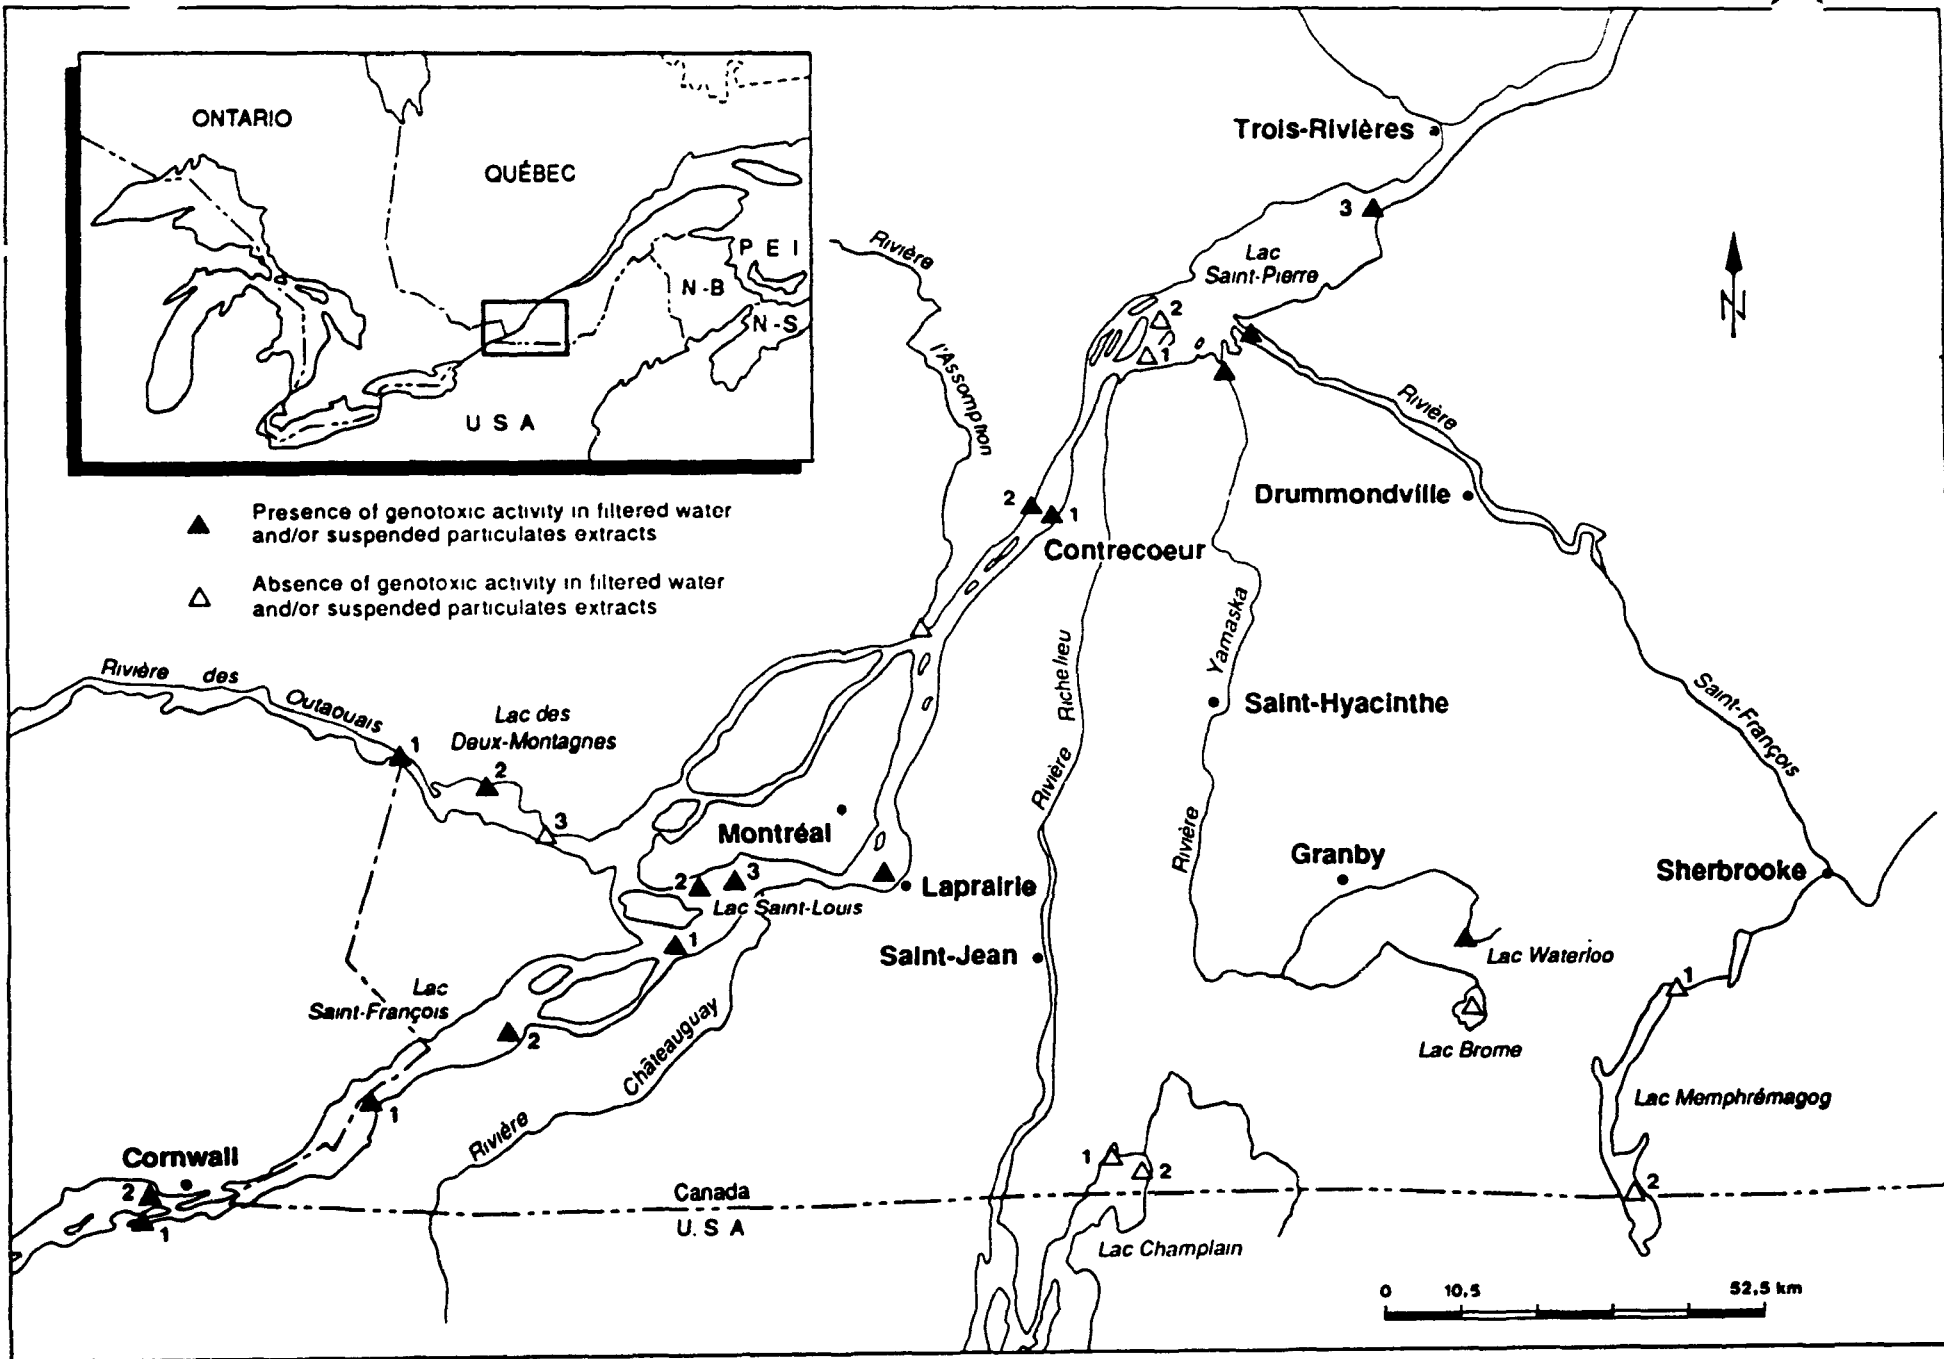 ONTARIO
QUÉBEC
P E I
N-B
N-S
U S A
Presence of genotoxic activity in filtered water
and/or suspended particulates extracts
Absence of genotoxic activity in filtered water
and/or suspended particulates extracts
Trois-Rivières
3
Lac
Saint-Pierre
N
2
1
Rivière
l'Assomption
Rivière
Drummondville
2
1
Contrecoeur
Yamaska
Richelieu
Saint-Hyacinthe
Saint-François
Rivière des
Outaouais
Lac des
Deux-Montagnes
1
2
3
Rivière
Rivière
Montréal
Granby
Sherbrooke
2
3
Laprairie
Lac Saint-Louis
1
Saint-Jean
Lac Waterloo
Lac
Saint-François
2
1
Châteauguay
Rivière
Lac Brome
1
Lac Memphrémagog
Cornwall
2
1
1
2
2
Canada
U. S A
Lac Champlain
0 10,5 52,5 km